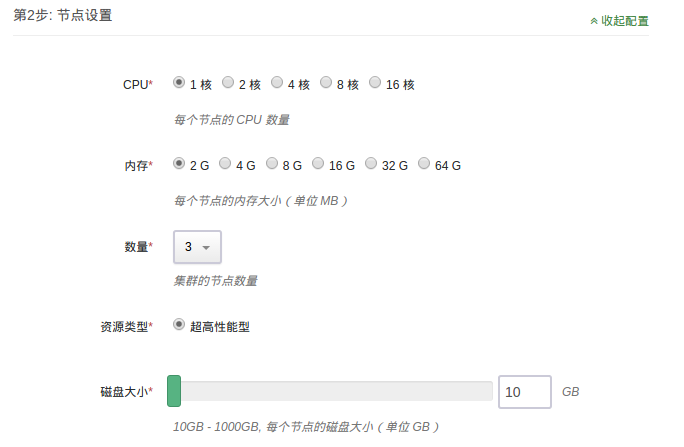 第2步: 节点设置
收起配置
CPU* 1 核 2 核 4 核 8 核 16 核
每个节点的 CPU 数量
内存* 2 G 4 G 8 G 16 G 32 G 64 G
每个节点的内存大小（单位 MB）
数量* 3
集群的节点数量
资源类型* 超高性能型
磁盘大小* 10 GB
10GB - 1000GB, 每个节点的磁盘大小（单位 GB）